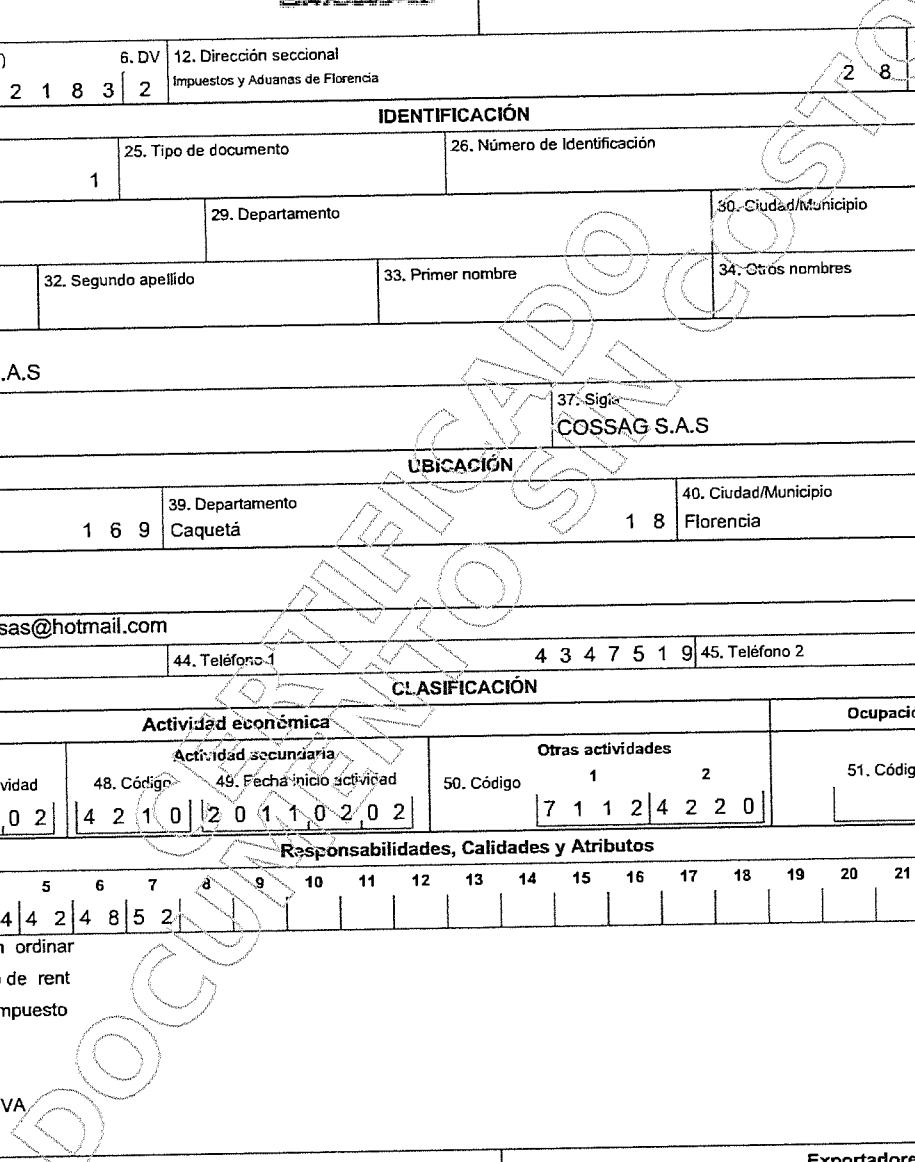 6. DV 12. Dirección seccional
2 1 8 3 2 Impuestos y Aduanas de Florencia 2 8
IDENTIFICACIÓN
25. Tipo de documento 26. Número de Identificación
1
29. Departamento 30. Ciudad/Municipio
32. Segundo apellido 33. Primer nombre 34. Otros nombres
.A.S
37. Sigla
COSSAG S.A.S
UBICACIÓN
39. Departamento 40. Ciudad/Municipio
1 6 9 Caquetá 1 8 Florencia
sas@hotmail.com
44. Teléfono 1 4 3 4 7 5 1 9 45. Teléfono 2
CLASIFICACIÓN
Actividad económica Ocupació
Actividad secundaria Otras actividades
vidad 48. Código 49. Fecha inicio actividad 50. Código 1 2 51. Códig
0 2 4 2 1 0 2 0 1 1 0 2 0 2 7 1 1 2 4 2 2 0
Responsabilidades, Calidades y Atributos
5 6 7 8 9 10 11 12 13 14 15 16 17 18 19 20 21
4 4 2 4 8 5 2
n ordinar
de rent
mpuesto
VA
Exportadore
CERTIFICADO
DOCUMENTO SIN COSTO